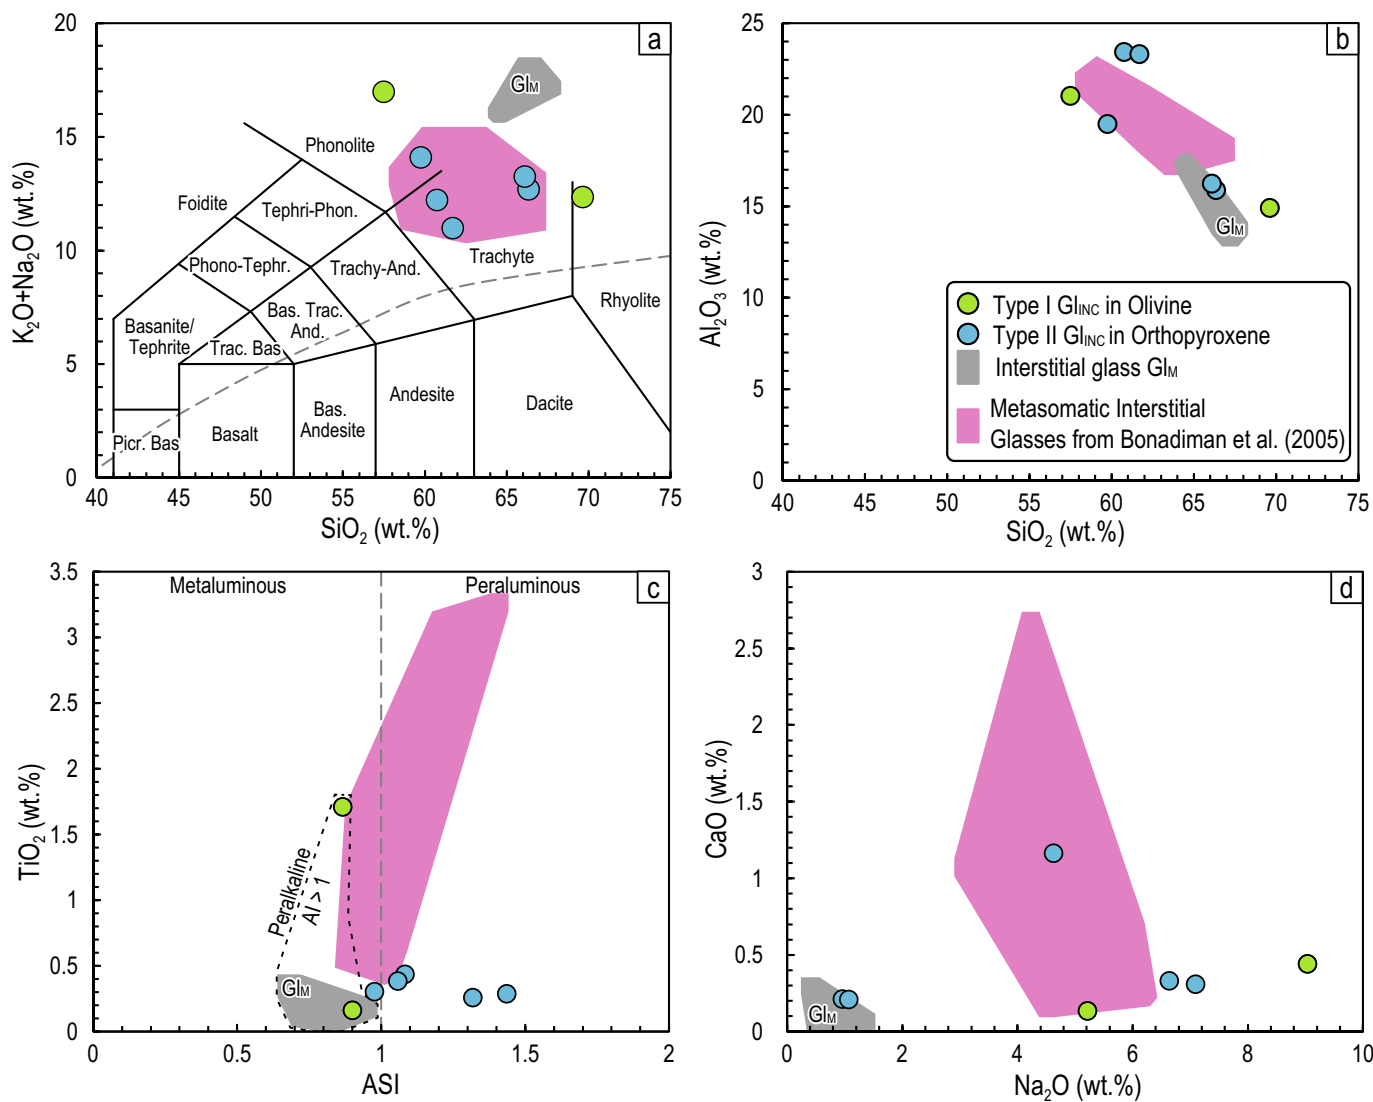 a
20
15
10
5
0
K₂O+Na₂O (wt.%)
GlM
Phonolite
Foidite
Tephri-Phon.
Phono-Tephr.
Trachy-And.
Trachyte
Rhyolite
Basanite/
Tephrite
Bas. Trac.
And.
Trac. Bas
Picr. Bas
Basalt
Bas.
Andesite
Andesite
Dacite
40 45 50 55 60 65 70 75
SiO₂ (wt.%)
b
25
20
15
10
5
0
Al₂O₃ (wt.%)
GlM
Type I GlINC in Olivine
Type II GlINC in Orthopyroxene
Interstitial glass GlM
Metasomatic Interstitial
Glasses from Bonadiman et al. (2005)
40 45 50 55 60 65 70 75
SiO₂ (wt.%)
c
Metaluminous Peraluminous
3.5
3
2.5
2
1.5
1
0.5
0
TiO₂ (wt.%)
Peralkaline
AI > 1
GlM
0 0.5 1 1.5 2
ASI
d
3
2.5
2
1.5
1
0.5
0
CaO (wt.%)
GlM
0 2 4 6 8 10
Na₂O (wt.%)